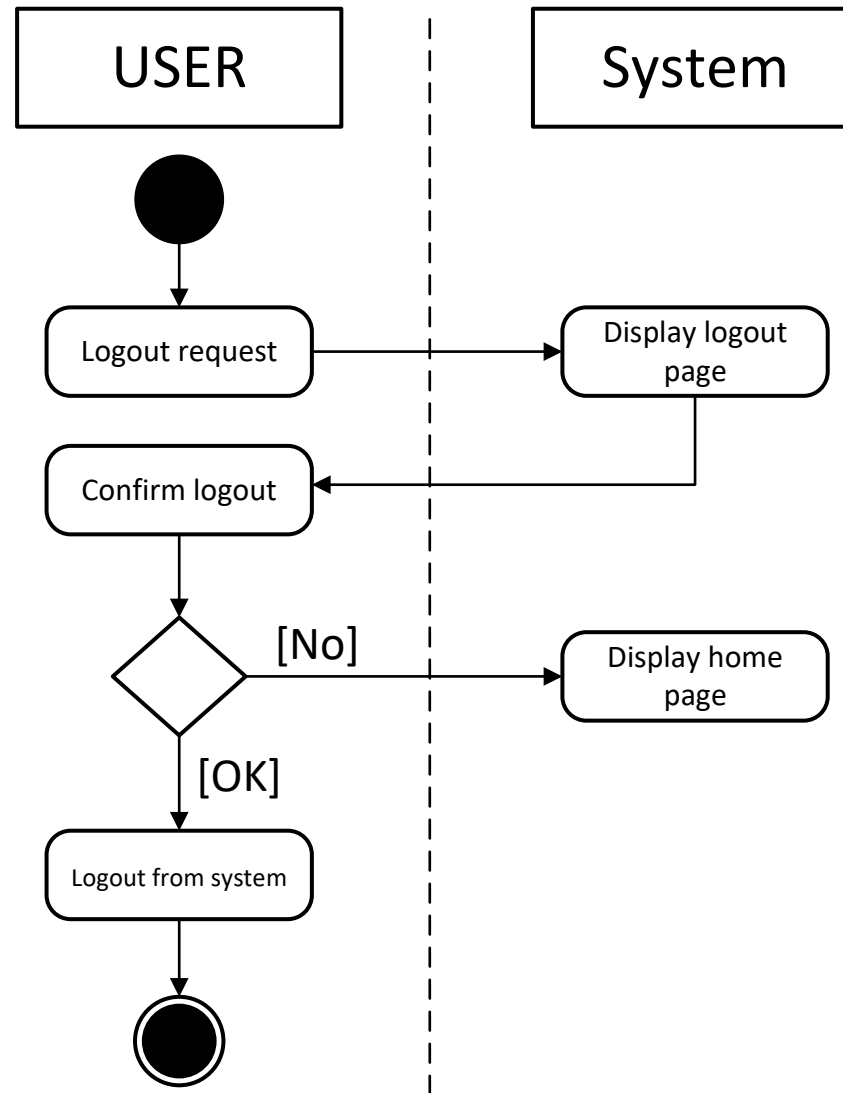 USER
System
Logout request
Display logout
page
Confirm logout
[No]
Display home
page
[OK]
Logout from system